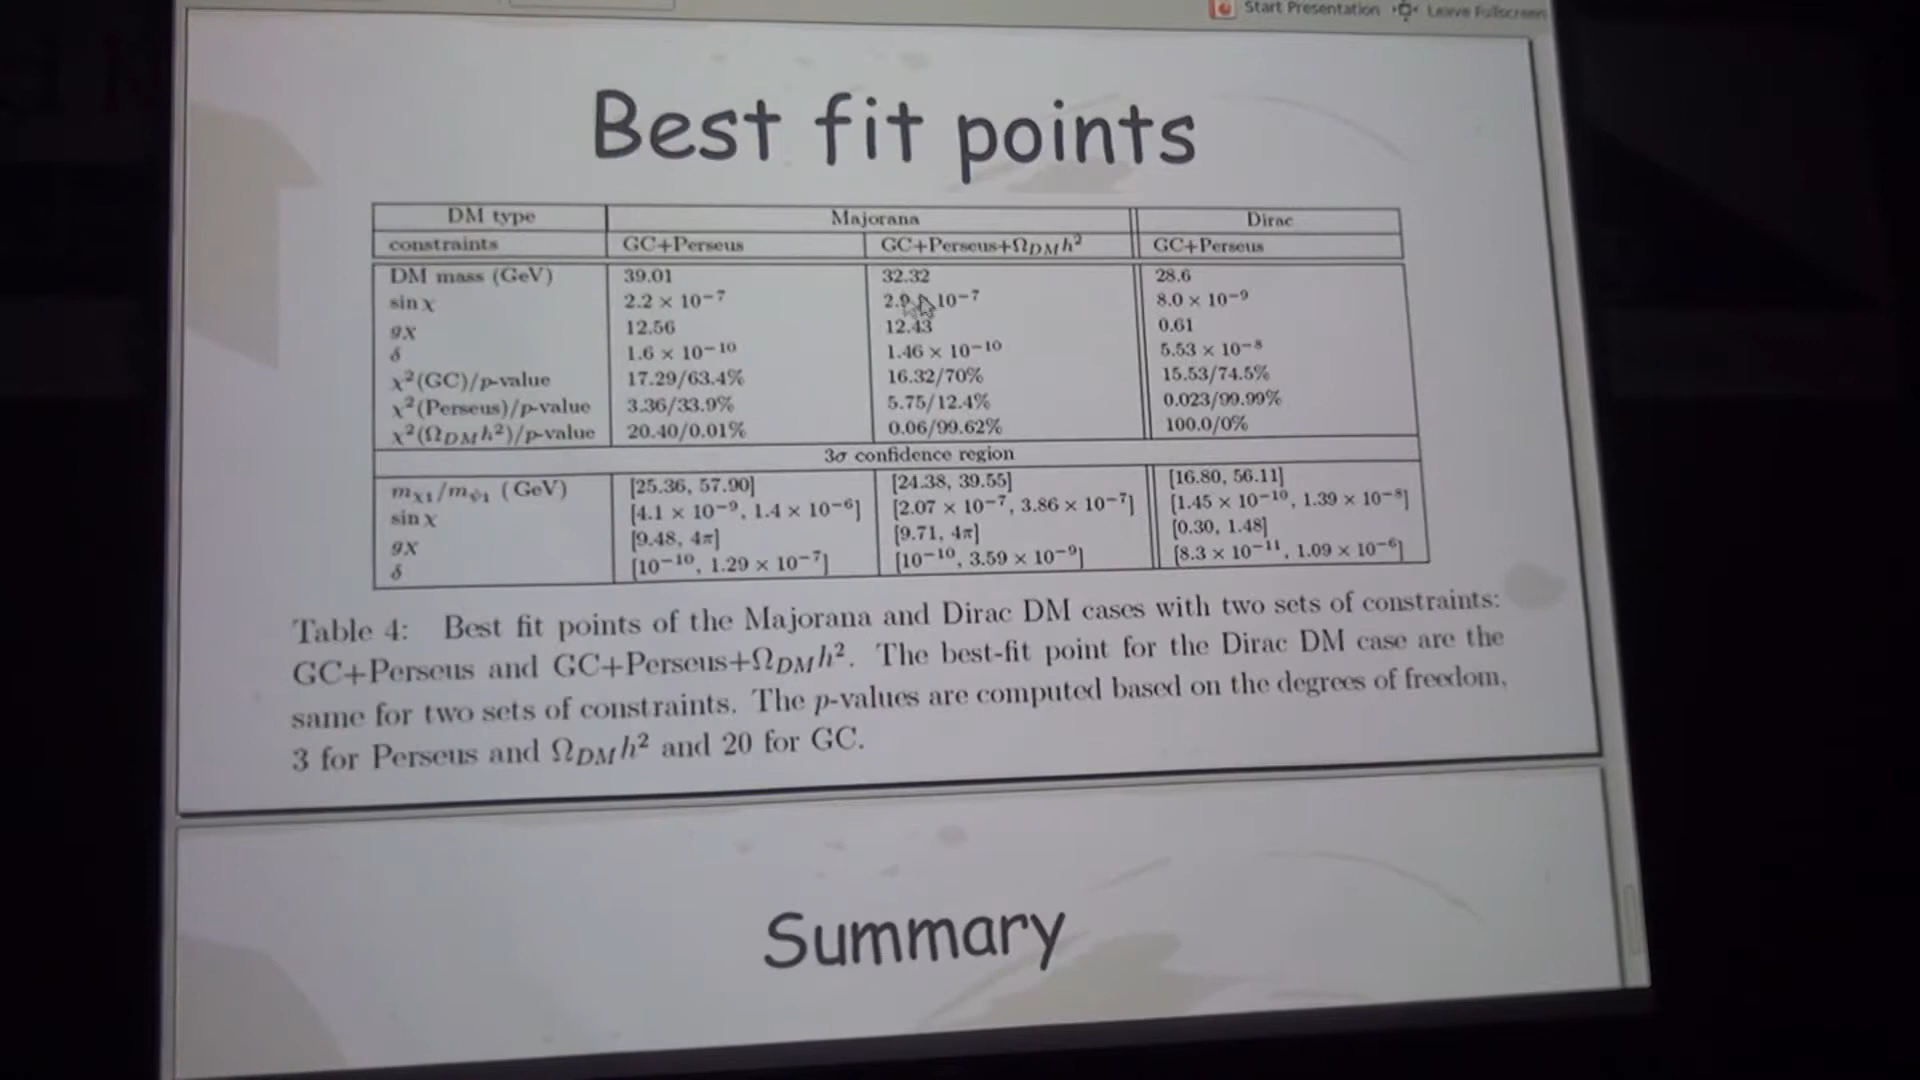 Start Presentation Leave Fullscreen
Best fit points
DM type Majorana Dirac
constraints GC+Perseus GC+Perseus+Ω_DM h² GC+Perseus
DM mass (GeV) 39.01 32.32 28.6
sin χ 2.2 × 10⁻⁷ 10⁻⁷ 8.0 × 10⁻⁹
g_X 12.56 12.43 0.61
δ 1.6 × 10⁻¹⁰ 1.46 × 10⁻¹⁰ 5.53 × 10⁻⁸
χ²(GC)/p-value 17.29/63.4% 16.32/70% 15.53/74.5%
χ²(Perseus)/p-value 3.36/33.9% 5.75/12.4% 0.023/99.99%
χ²(Ω_DM h²)/p-value 20.40/0.01% 0.06/99.62% 100.0/0%
3σ confidence region
m_χ1/m_ψ1 (GeV) [25.36, 57.90] [24.38, 39.55] [16.80, 56.11]
sin χ [4.1 × 10⁻⁹, 1.4 × 10⁻⁶] [2.07 × 10⁻⁷, 3.86 × 10⁻⁷] [1.45 × 10⁻¹⁰, 1.39 × 10⁻⁸]
g_X [9.48, 4π] [9.71, 4π] [0.30, 1.48]
δ [10⁻¹⁰, 1.29 × 10⁻⁷] [10⁻¹⁰, 3.59 × 10⁻⁹] [8.3 × 10⁻¹¹, 1.09 × 10⁻⁶]
Table 4: Best fit points of the Majorana and Dirac DM cases with two sets of constraints:
GC+Perseus and GC+Perseus+Ω_DM h². The best-fit point for the Dirac DM case are the
same for two sets of constraints. The p-values are computed based on the degrees of freedom,
3 for Perseus and Ω_DM h² and 20 for GC.
Summary